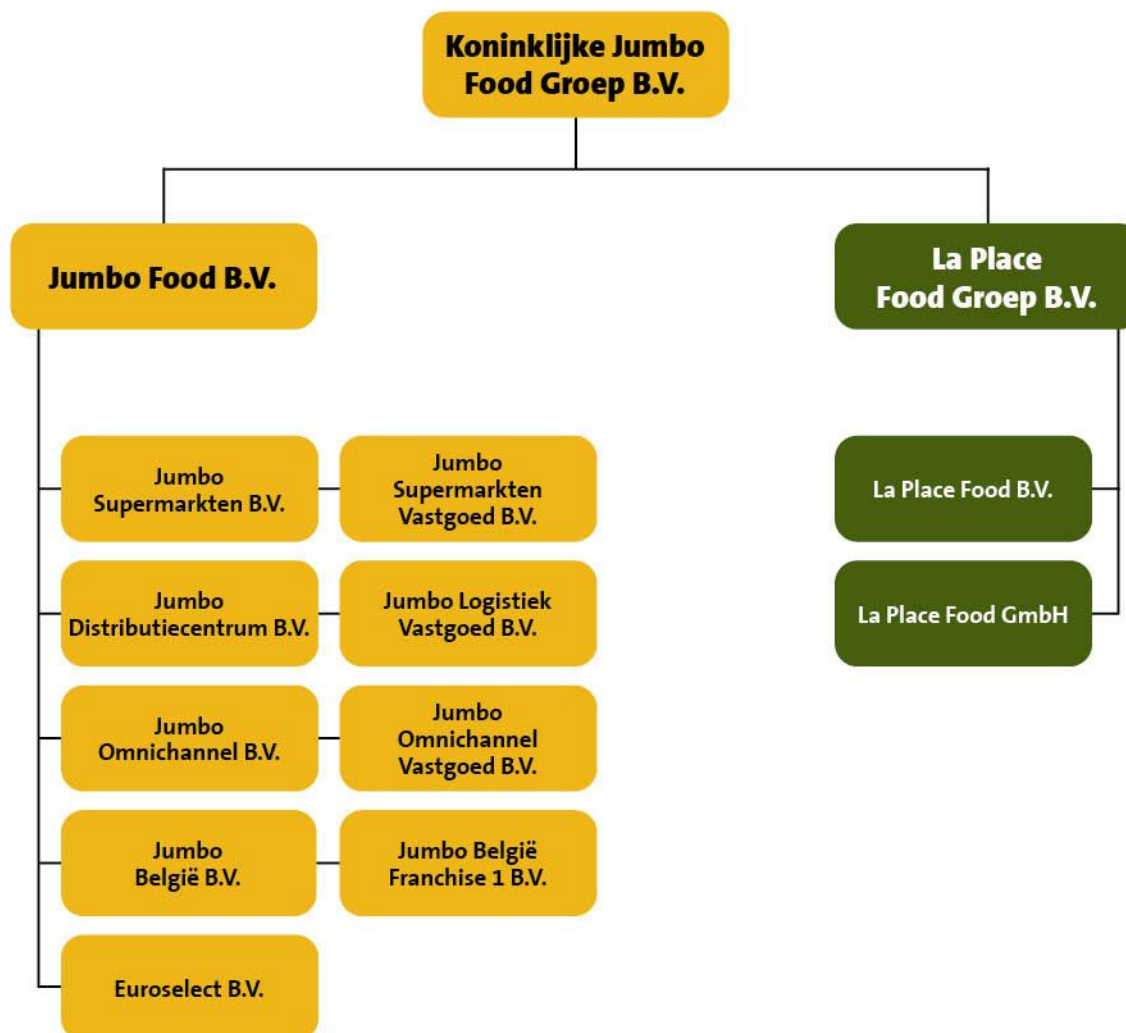 Koninklijke Jumbo
Food Groep B.V.
Jumbo Food B.V.
La Place
Food Groep B.V.
Jumbo
Supermarkten B.V.
Jumbo
Supermarkten
Vastgoed B.V.
La Place Food B.V.
Jumbo
Distributiecentrum B.V.
Jumbo Logistiek
Vastgoed B.V.
La Place Food GmbH
Jumbo
Omnichannel B.V.
Jumbo
Omnichannel
Vastgoed B.V.
Jumbo
België B.V.
Jumbo België
Franchise 1 B.V.
Euroselect B.V.